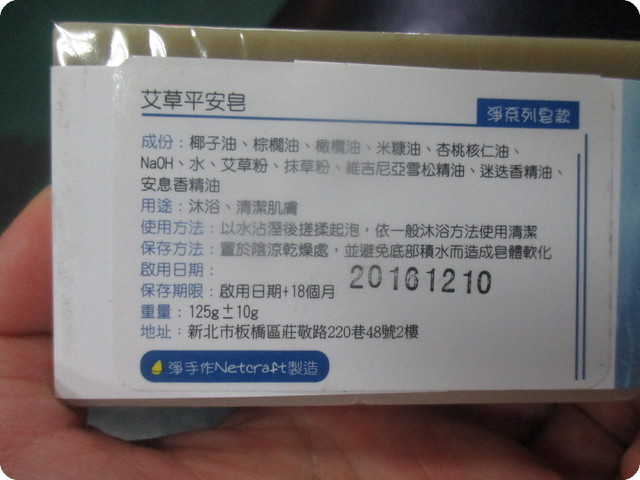 艾草平安皂
淨系列皂款
成份：椰子油、棕櫚油、橄欖油、米糠油、杏桃核仁油、
NaOH、水、艾草粉、抹草粉、維吉尼亞雪松精油、迷迭香精油、
安息香精油
用途：沐浴、清潔肌膚
使用方法：以水沾溼後搓揉起泡，依一般沐浴方法使用清潔
保存方法：置於陰涼乾燥處，並避免底部積水而造成皂體軟化
啟用日期：
20161210
保存期限：啟用日期+18個月
重量：125g±10g
地址：新北市板橋區莊敬路220巷48號2樓
淨手作Netcraft製造